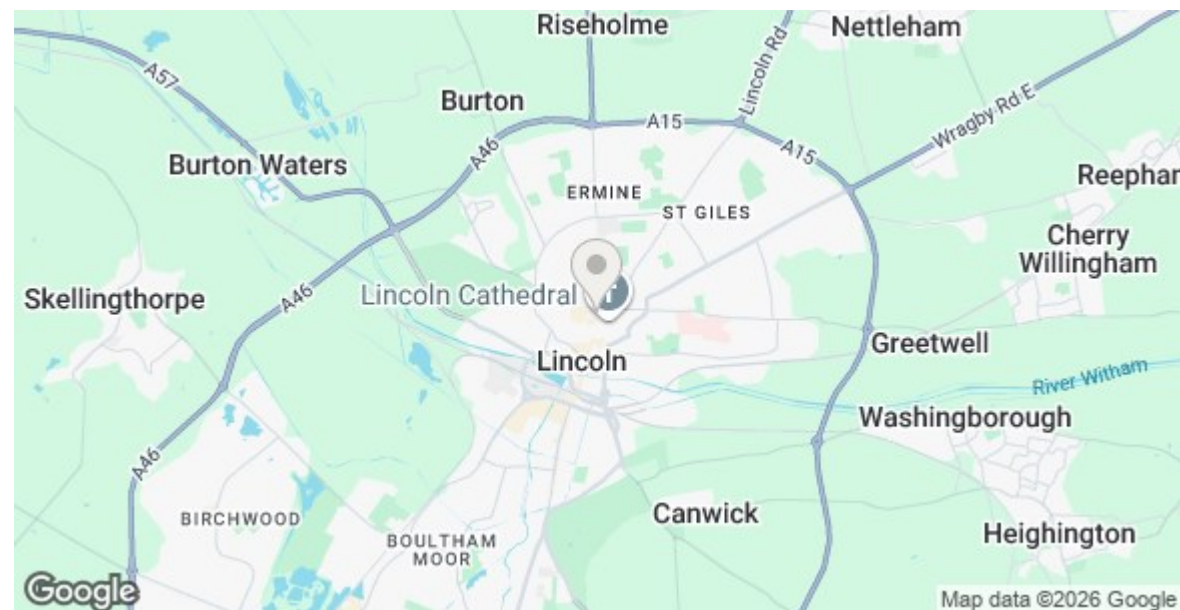 Riseholme
Nettleham
A57
Burton
A15
Lincoln Rd
Wragby Rd E
A46
A15
Burton Waters
ERMINE
ST GILES
Reephar
Cherry
Willingham
Skellingthorpe
A46
Lincoln Cathedral
Lincoln
Greetwell
River Witham
Washingborough
A46
BIRCHWOOD
BOULTHAM
MOOR
Canwick
Heighington
Google
Map data ©2026 Google